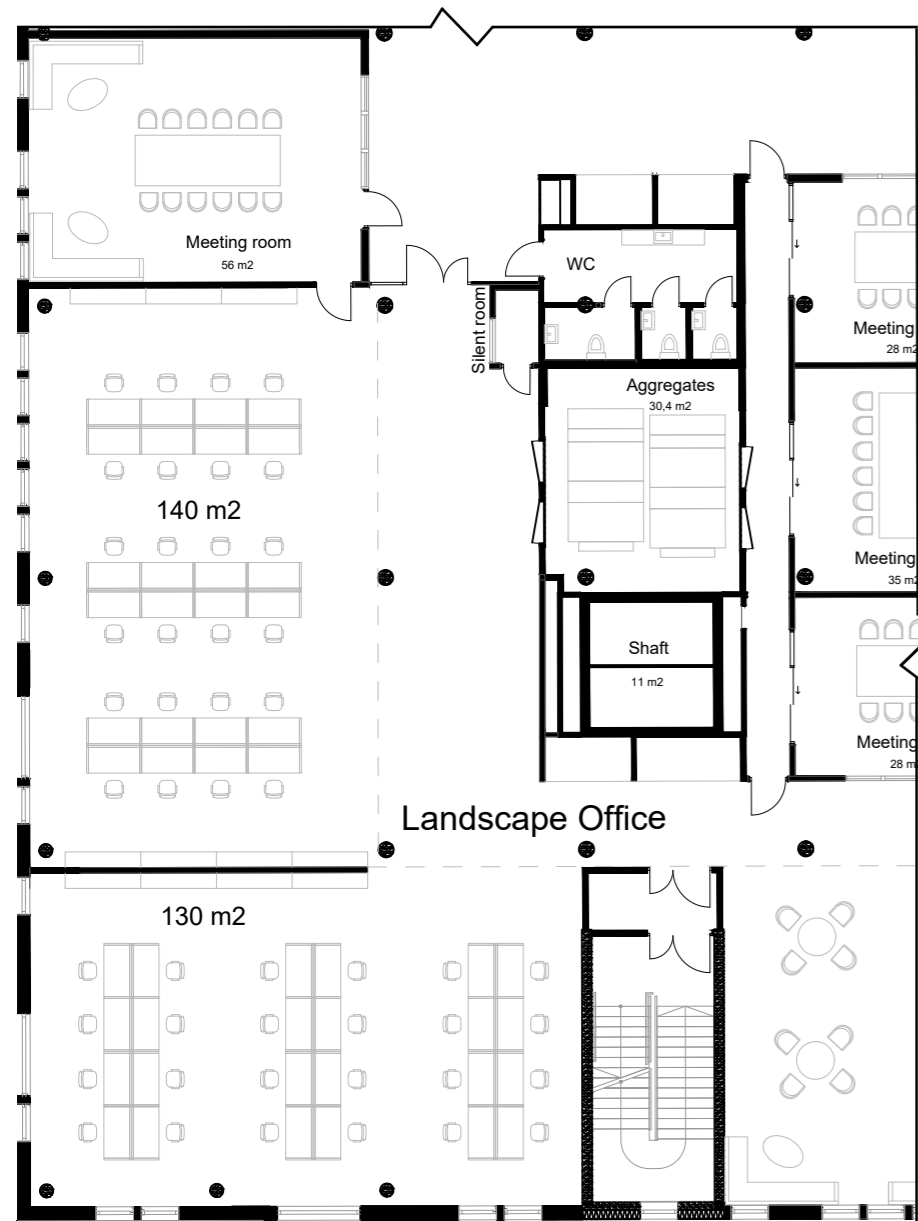 Meeting room
56 m2
WC
Silent room
Meeting
28 m2
Aggregates
30,4 m2
140 m2
Meeting
35 m2
Shaft
11 m2
Meeting
28 m
Landscape Office
130 m2